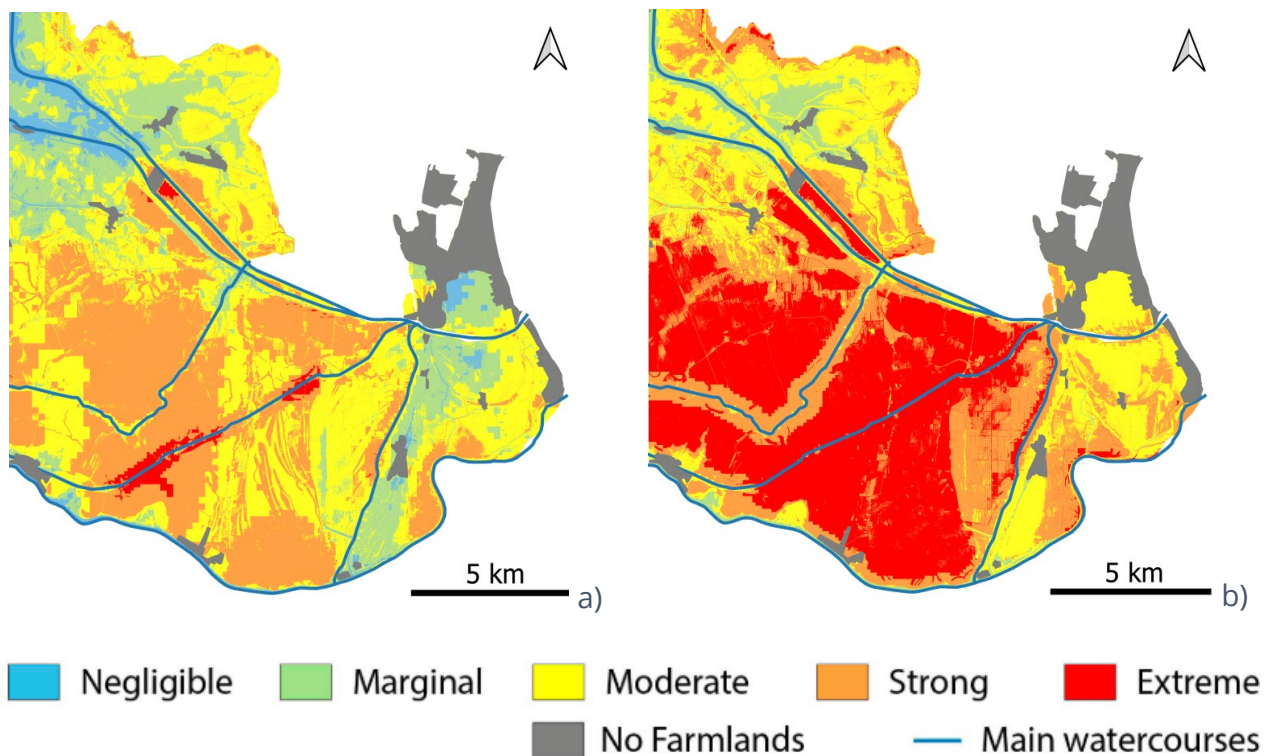 5 km
a)
5 km
b)
Negligible
Marginal
Moderate
Strong
Extreme
No Farmlands
Main watercourses